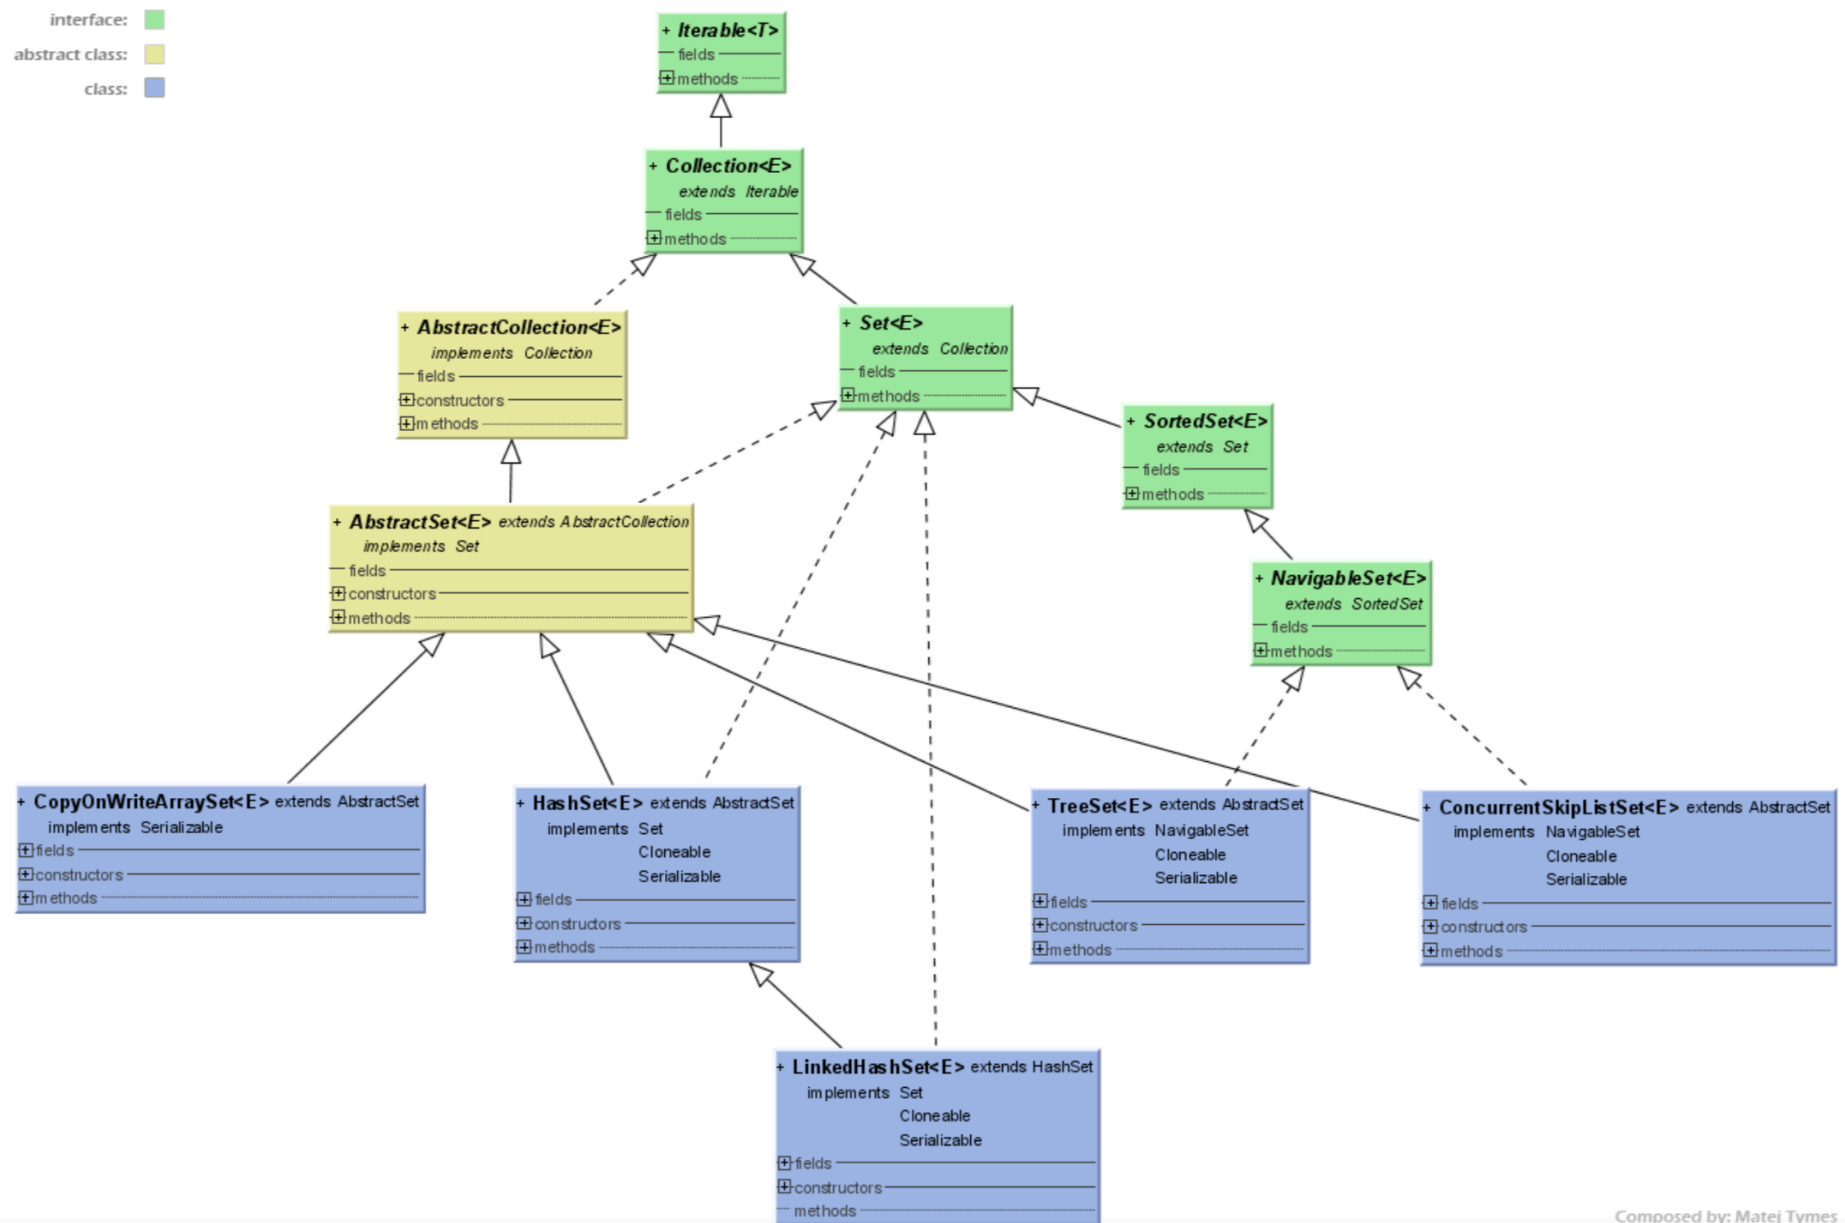 interface:
abstract class:
class:
+ Iterable<T>
fields
methods
+ Collection<E>
extends Iterable
fields
methods
+ AbstractCollection<E>
implements Collection
fields
constructors
methods
+ Set<E>
extends Collection
fields
methods
+ SortedSet<E>
extends Set
fields
methods
+ AbstractSet<E> extends AbstractCollection
implements Set
fields
constructors
methods
+ NavigableSet<E>
extends SortedSet
fields
methods
+ CopyOnWriteArraySet<E> extends AbstractSet
implements Serializable
fields
constructors
methods
+ HashSet<E> extends AbstractSet
implements Set
Cloneable
Serializable
fields
constructors
methods
+ TreeSet<E> extends AbstractSet
implements NavigableSet
Cloneable
Serializable
fields
constructors
methods
+ ConcurrentSkipListSet<E> extends AbstractSet
implements NavigableSet
Cloneable
Serializable
fields
constructors
methods
+ LinkedHashSet<E> extends HashSet
implements Set
Cloneable
Serializable
fields
constructors
methods
Composed by: Matej Tymes